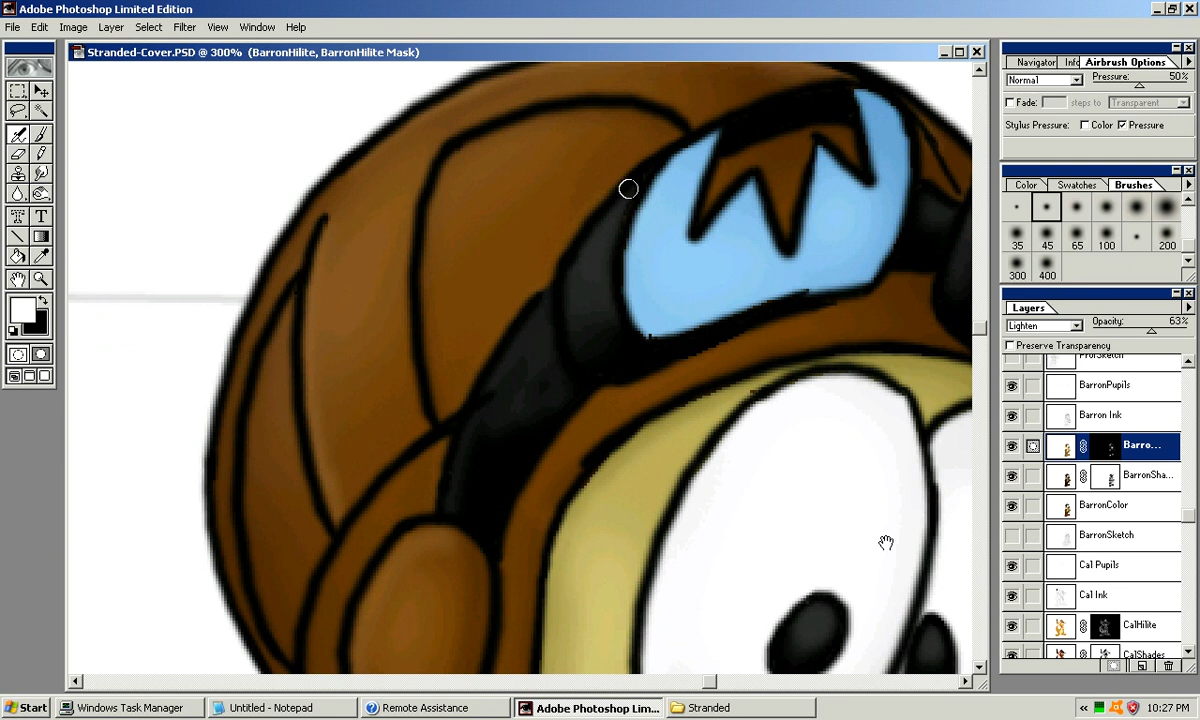 Adobe Photoshop Limited Edition
File Edit Image Layer Select Filter View Window Help
Stranded-Cover.PSD @ 300% (BarronHilite, BarronHilite Mask)
Navigator Info Airbrush Options
Normal Pressure: 50%
Fade: steps to Transparent
Stylus Pressure: Color Pressure
Color Swatches Brushes
35 45 65 100 200
300 400
Layers
Lighten Opacity: 63%
Preserve Transparency
BarronPupils
Barron Ink
Barro...
BarronSha...
BarronColor
BarronSketch
Cal Pupils
Cal Ink
CalHilite
CalShades
Start Windows Task Manager Untitled - Notepad Remote Assistance Adobe Photoshop Lim... Stranded 10:27 PM